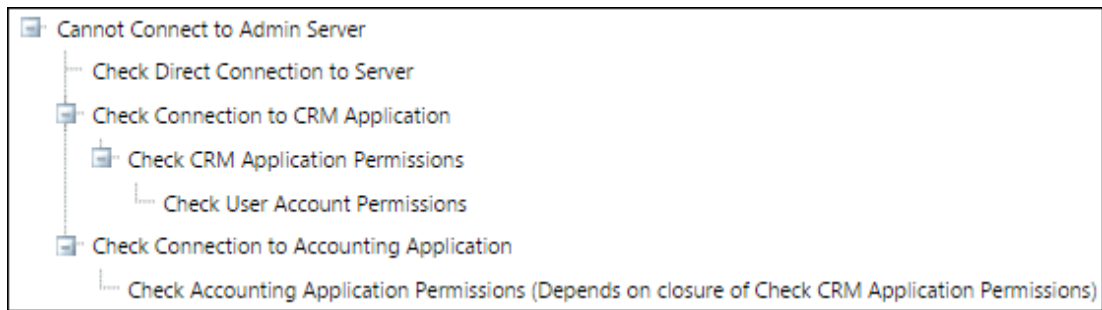 Cannot Connect to Admin Server
Check Direct Connection to Server
Check Connection to CRM Application
Check CRM Application Permissions
Check User Account Permissions
Check Connection to Accounting Application
Check Accounting Application Permissions (Depends on closure of Check CRM Application Permissions)